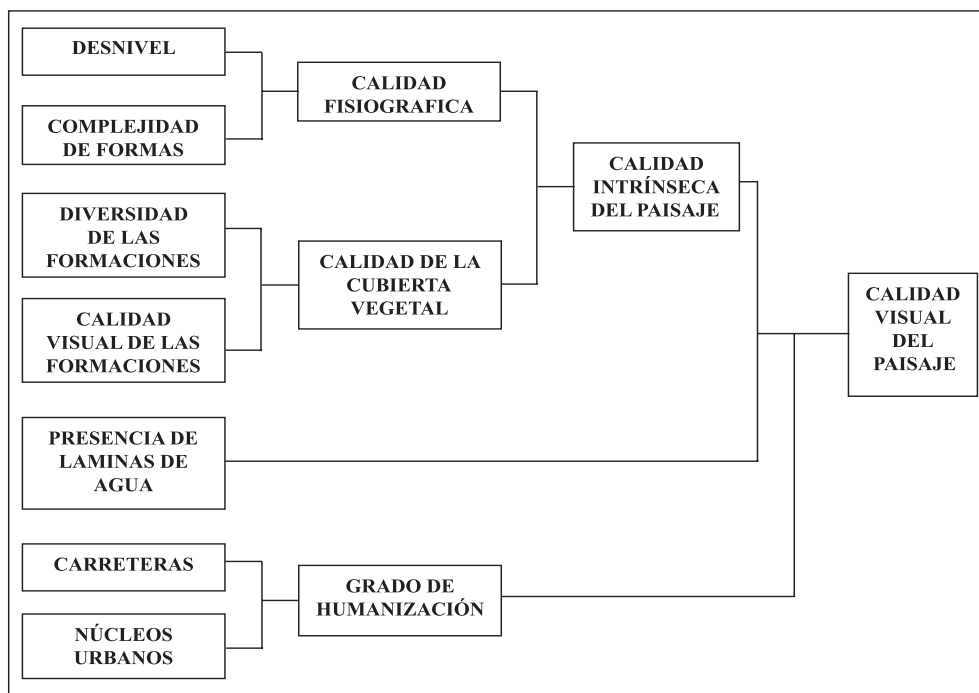 DESNIVEL
COMPLEJIDAD
DE FORMAS
DIVERSIDAD
DE LAS
FORMACIONES
CALIDAD
VISUAL DE LAS
FORMACIONES
PRESENCIA DE
LAMINAS DE
AGUA
CARRETERAS
NÚCLEOS
URBANOS
CALIDAD
FISIOGRAFICA
CALIDAD DE LA
CUBIERTA
VEGETAL
GRADO DE
HUMANIZACIÓN
CALIDAD
INTRÍNSECA
DEL PAISAJE
CALIDAD
VISUAL
DEL
PAISAJE